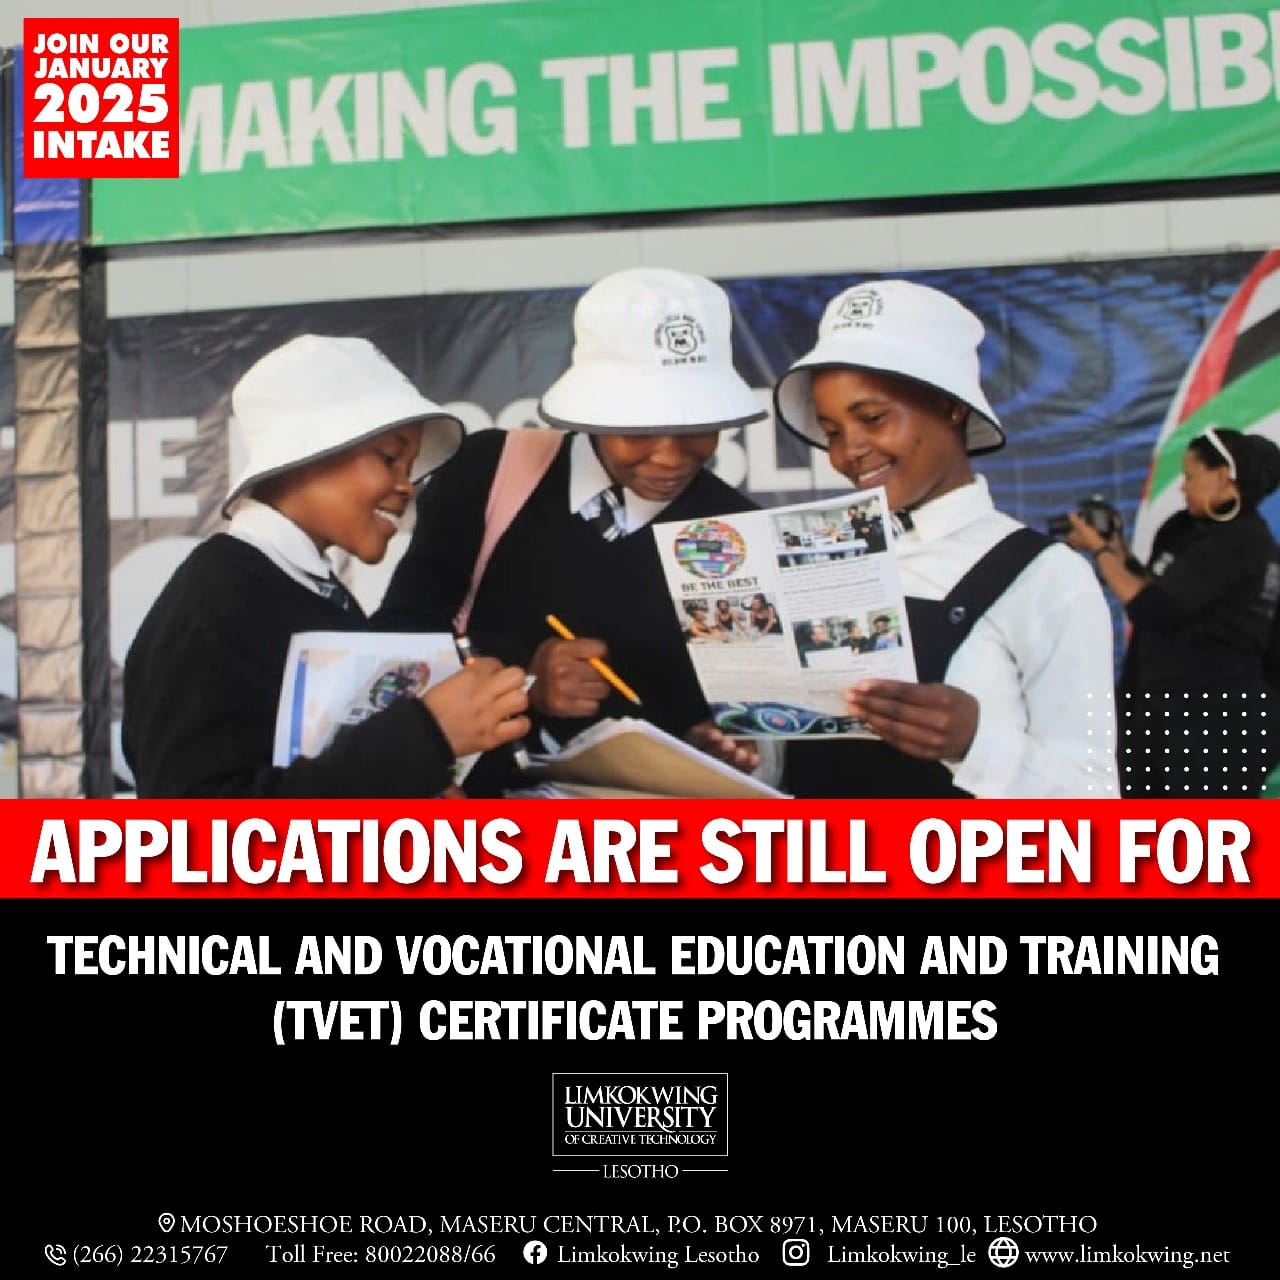 JOIN OUR
JANUARY
2025
INTAKE
MAKING THE IMPOSSIB
THE
BE THE BEST
APPLICATIONS ARE STILL OPEN FOR
TECHNICAL AND VOCATIONAL EDUCATION AND TRAINING
(TVET) CERTIFICATE PROGRAMMES
LIMKOKWING
UNIVERSITY
OF CREATIVE TECHNOLOGY
LESOTHO
MOSHOESHOE ROAD, MASERU CENTRAL, P.O. BOX 8971, MASERU 100, LESOTHO
(266) 22315767 Toll Free: 80022088/66 Limkokwing Lesotho Limkokwing_le www.limkokwing.net